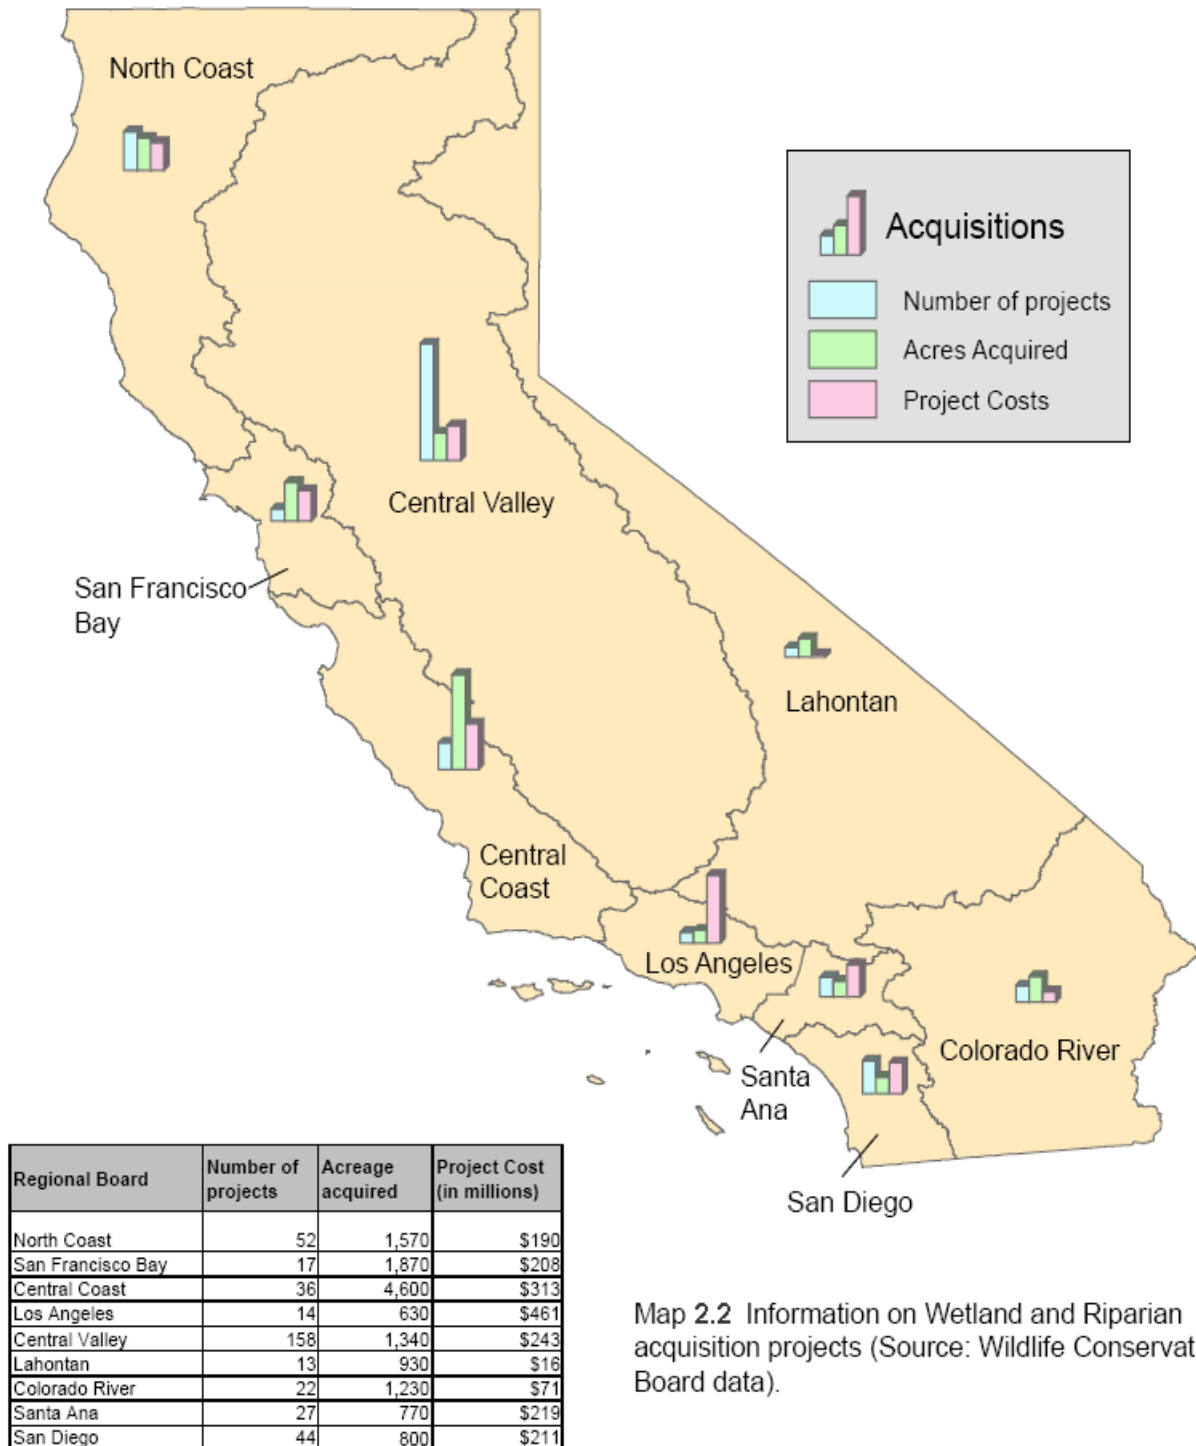 North Coast
Acquisitions
Number of projects
Acres Acquired
Project Costs
Central Valley
San Francisco
Bay
Lahontan
Central
Coast
Los Angeles
Colorado River
Santa
Ana
San Diego
Regional Board Number of projects Acreage acquired Project Cost (in millions)
North Coast 52 1,570 $190
San Francisco Bay 17 1,870 $208
Central Coast 36 4,600 $313
Los Angeles 14 630 $461
Central Valley 158 1,340 $243
Lahontan 13 930 $16
Colorado River 22 1,230 $71
Santa Ana 27 770 $219
San Diego 44 800 $211
Map 2.2 Information on Wetland and Riparian
acquisition projects (Source: Wildlife Conservat
Board data).